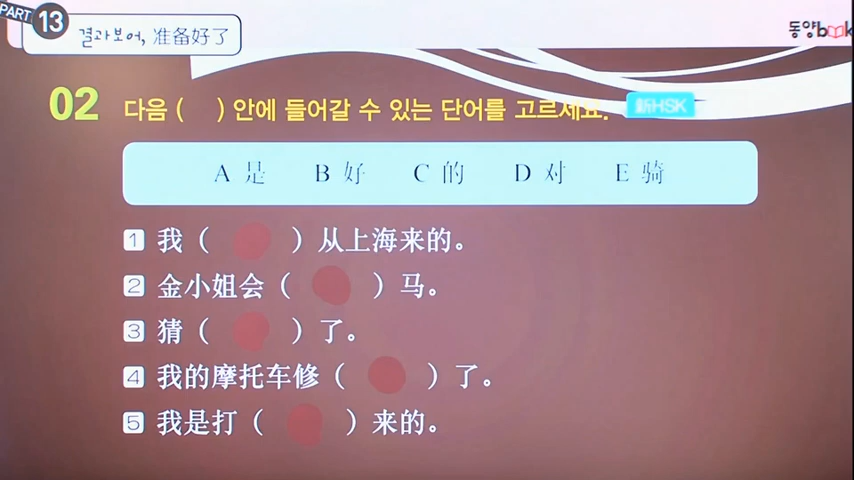 PART 13
결과보어, 准备好了
동양book
02 다음 ( ) 안에 들어갈 수 있는 단어를 고르세요. 新HSK
A 是 B 好 C 的 D 对 E 骑
1 我 ( ) 从上海来的。
2 金小姐会 ( ) 马。
3 猜 ( ) 了。
4 我的摩托车修 ( ) 了。
5 我是打 ( ) 来的。